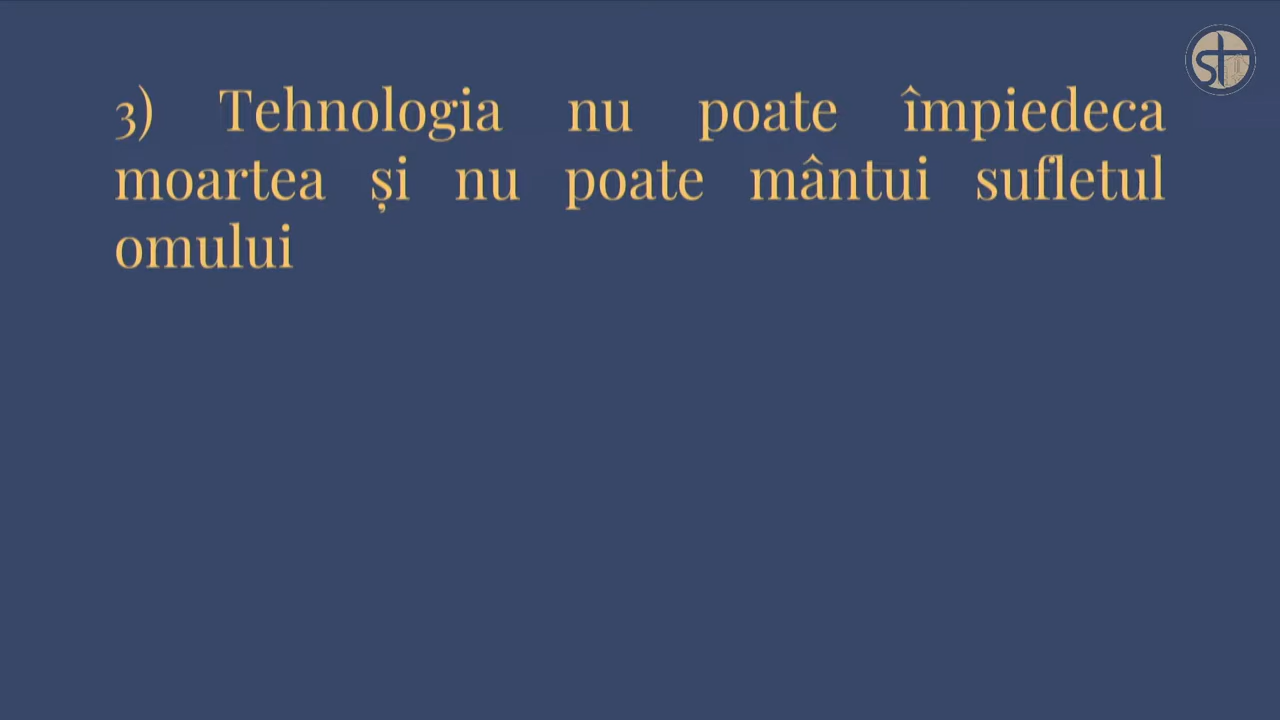 3) Tehnologia nu poate împiedeca
moartea și nu poate mântui sufletul
omului